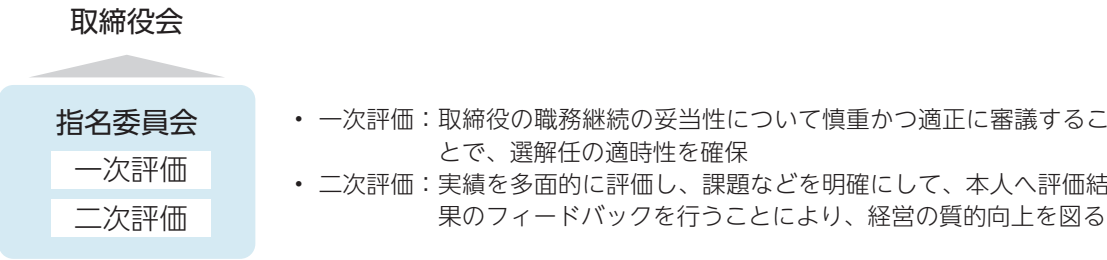 取締役会
指名委員会
一次評価
二次評価
• 一次評価：取締役の職務継続の妥当性について慎重かつ適正に審議するこ
とで、選解任の適時性を確保
• 二次評価：実績を多面的に評価し、課題などを明確にして、本人へ評価結
果のフィードバックを行うことにより、経営の質的向上を図る